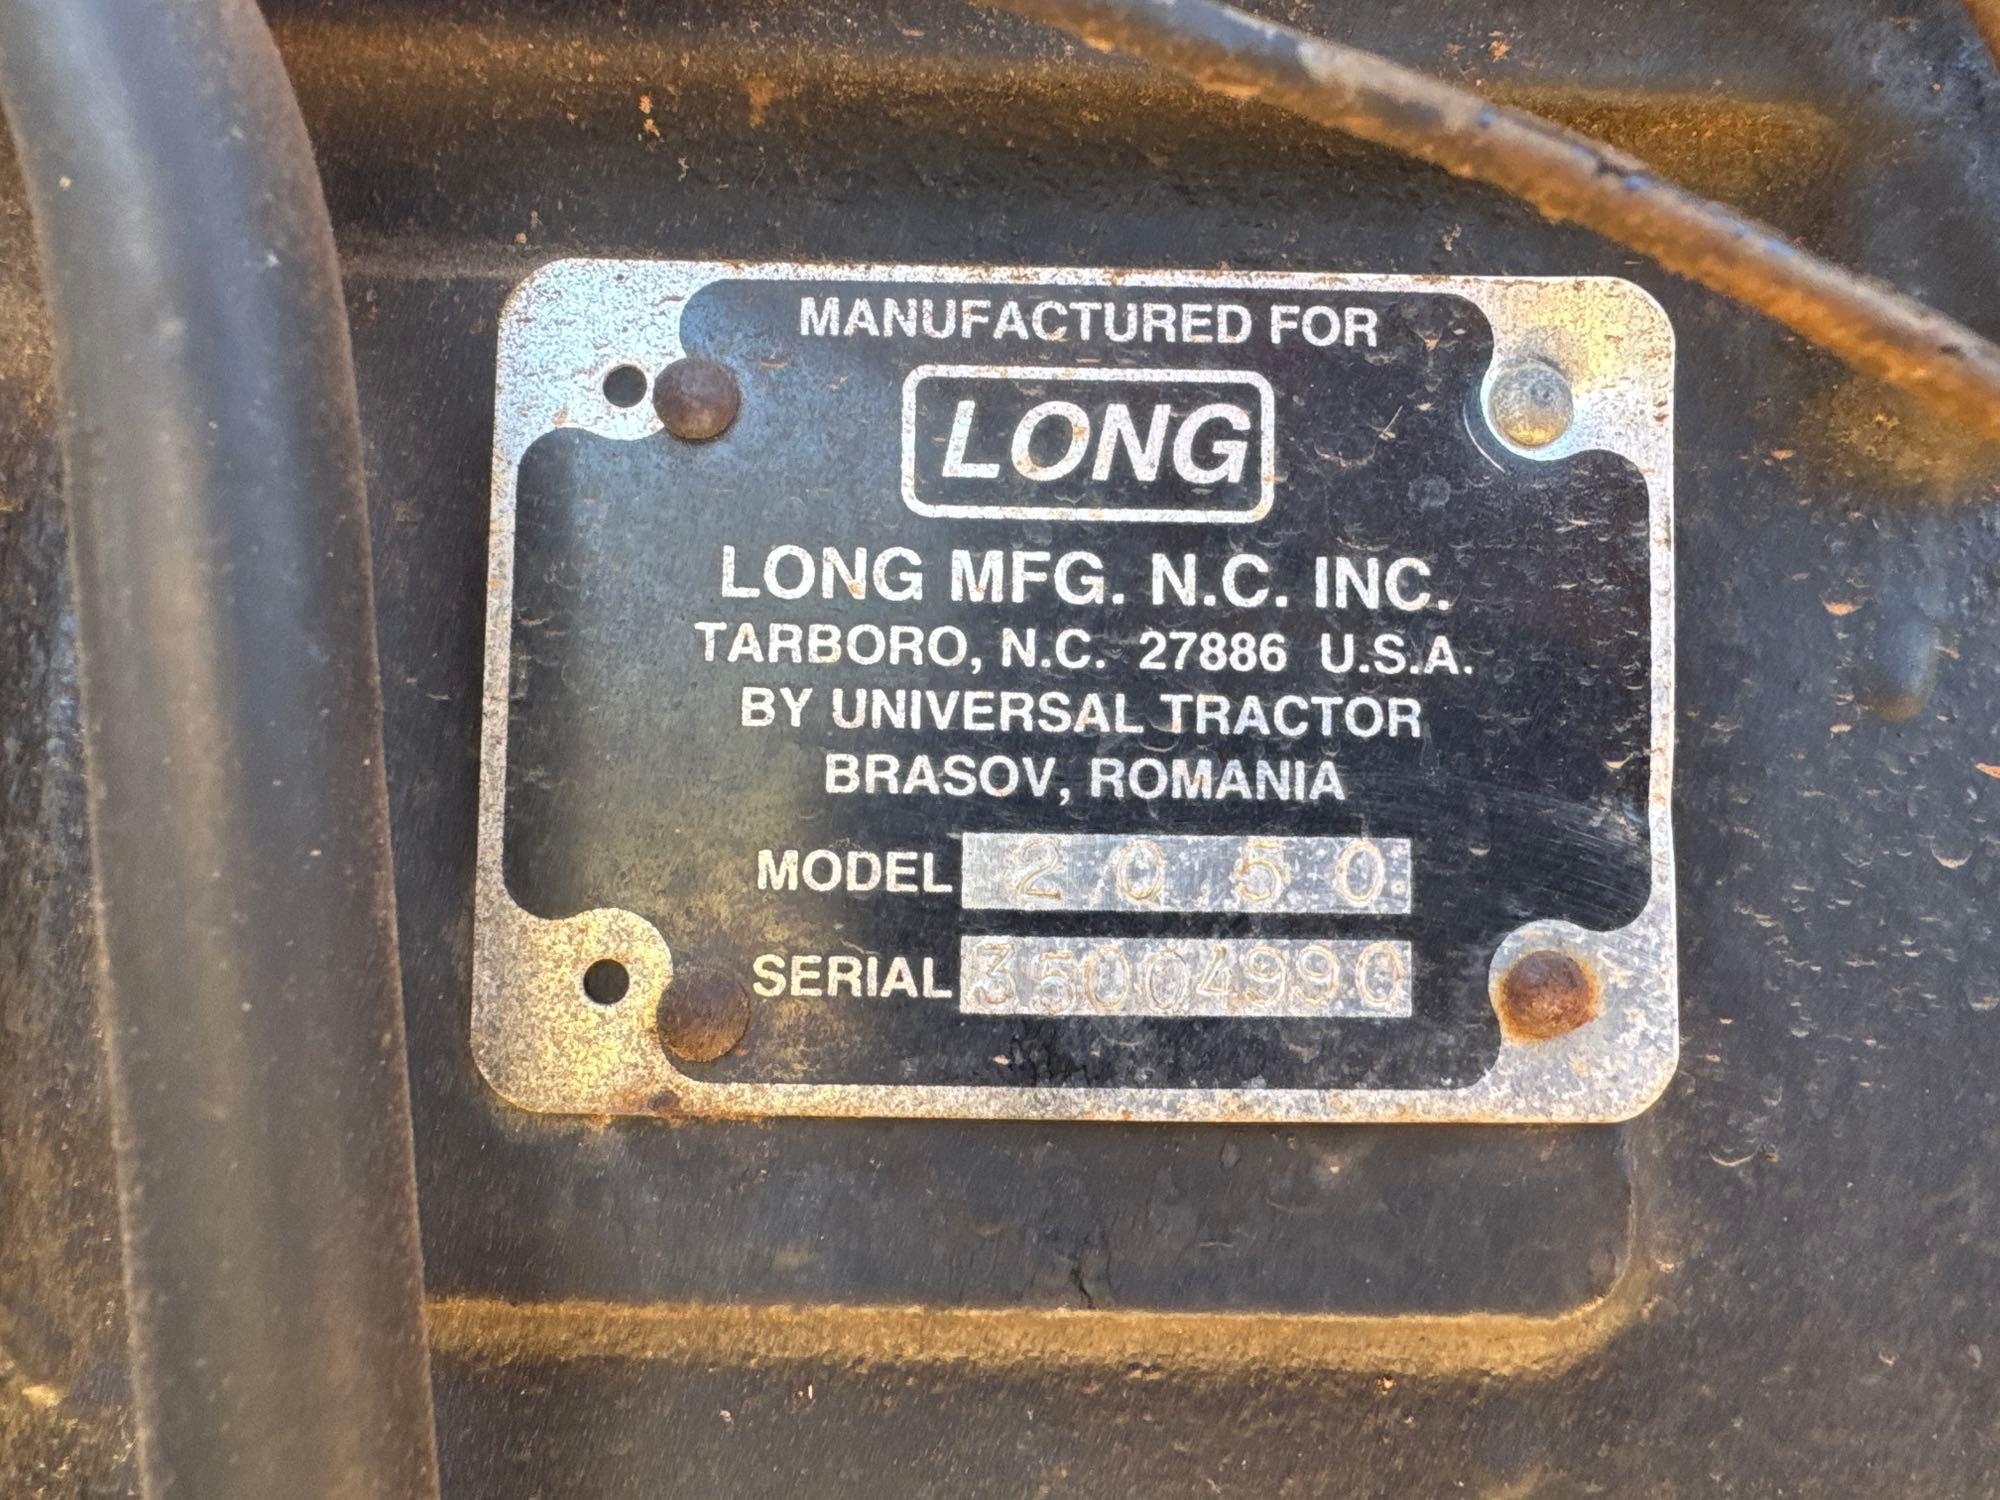 MANUFACTURED FOR
LONG
LONG MFG. N.C. INC.
TARBORO, N.C. 27886 U.S.A.
BY UNIVERSAL TRACTOR
BRASOV, ROMANIA
MODEL 2050
SERIAL 35004990